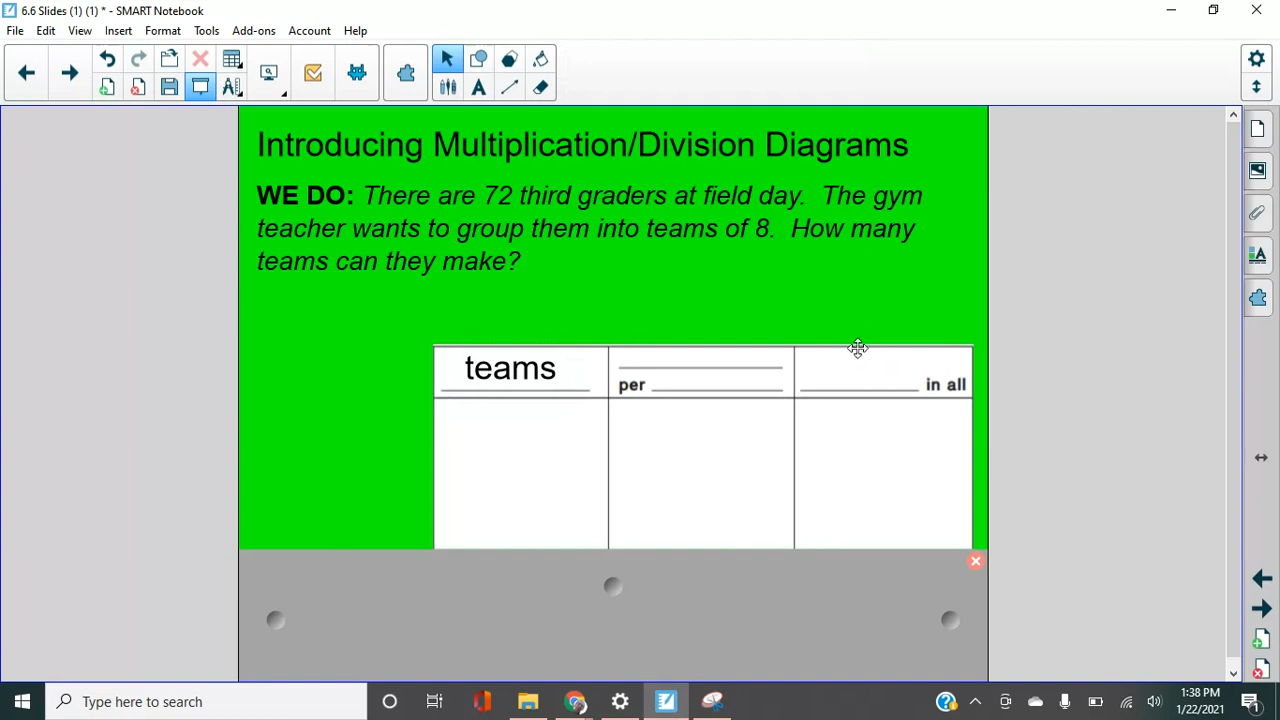 6.6 Slides (1) (1) * - SMART Notebook
File Edit View Insert Format Tools Add-ons Account Help
Introducing Multiplication/Division Diagrams
WE DO: There are 72 third graders at field day. The gym
teacher wants to group them into teams of 8. How many
teams can they make?
teams
per
in all
Type here to search
1:38 PM
1/22/2021